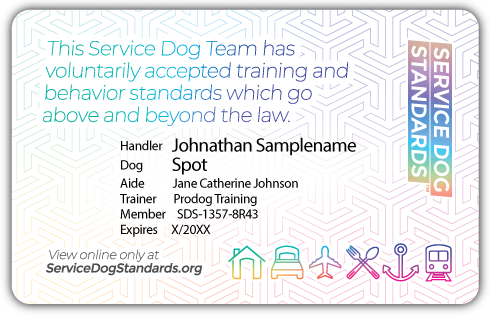 This Service Dog Team has
voluntarily accepted training and
behavior standards which go
above and beyond the law.
SERVICE DOG
STANDARDS™
Handler Johnathan Samplename
Dog Spot
Aide Jane Catherine Johnson
Trainer Prodog Training
Member SDS-1357-8R43
Expires X/20XX
View online only at
ServiceDogStandards.org